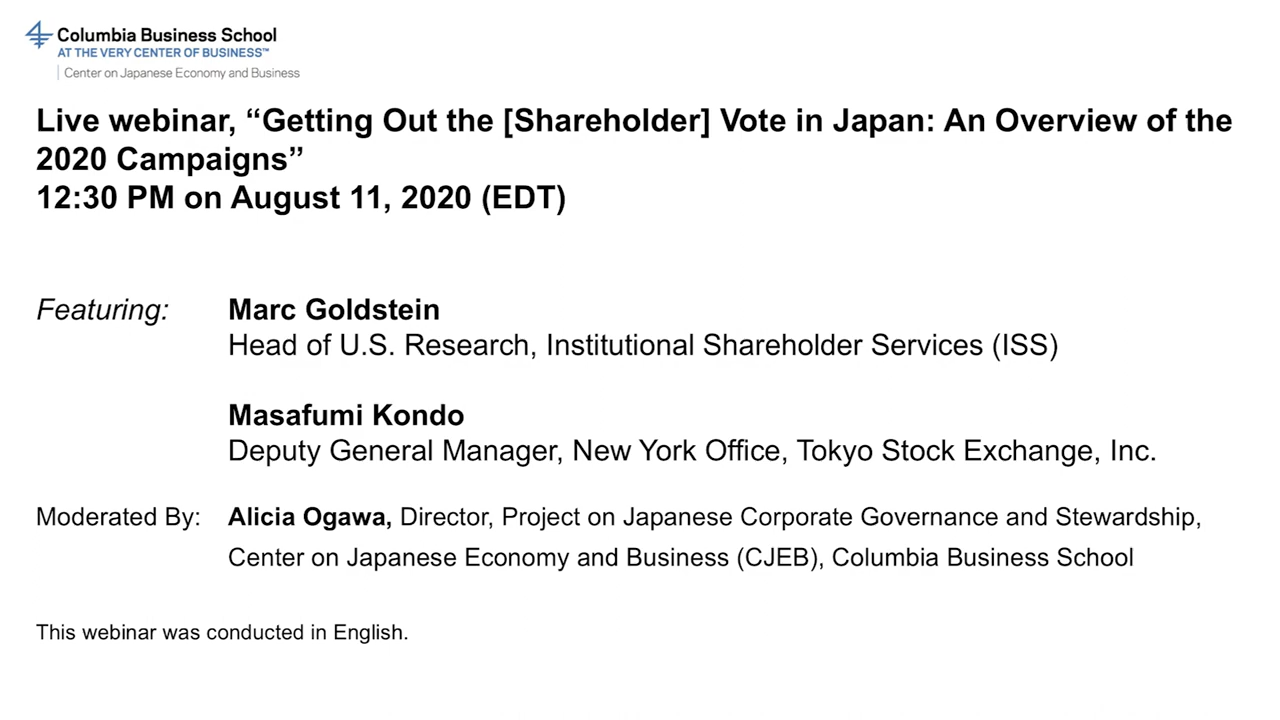 Columbia Business School
AT THE VERY CENTER OF BUSINESS™
Center on Japanese Economy and Business
Live webinar, “Getting Out the [Shareholder] Vote in Japan: An Overview of the
2020 Campaigns”
12:30 PM on August 11, 2020 (EDT)
Featuring: Marc Goldstein
Head of U.S. Research, Institutional Shareholder Services (ISS)
Masafumi Kondo
Deputy General Manager, New York Office, Tokyo Stock Exchange, Inc.
Moderated By: Alicia Ogawa, Director, Project on Japanese Corporate Governance and Stewardship,
Center on Japanese Economy and Business (CJEB), Columbia Business School
This webinar was conducted in English.